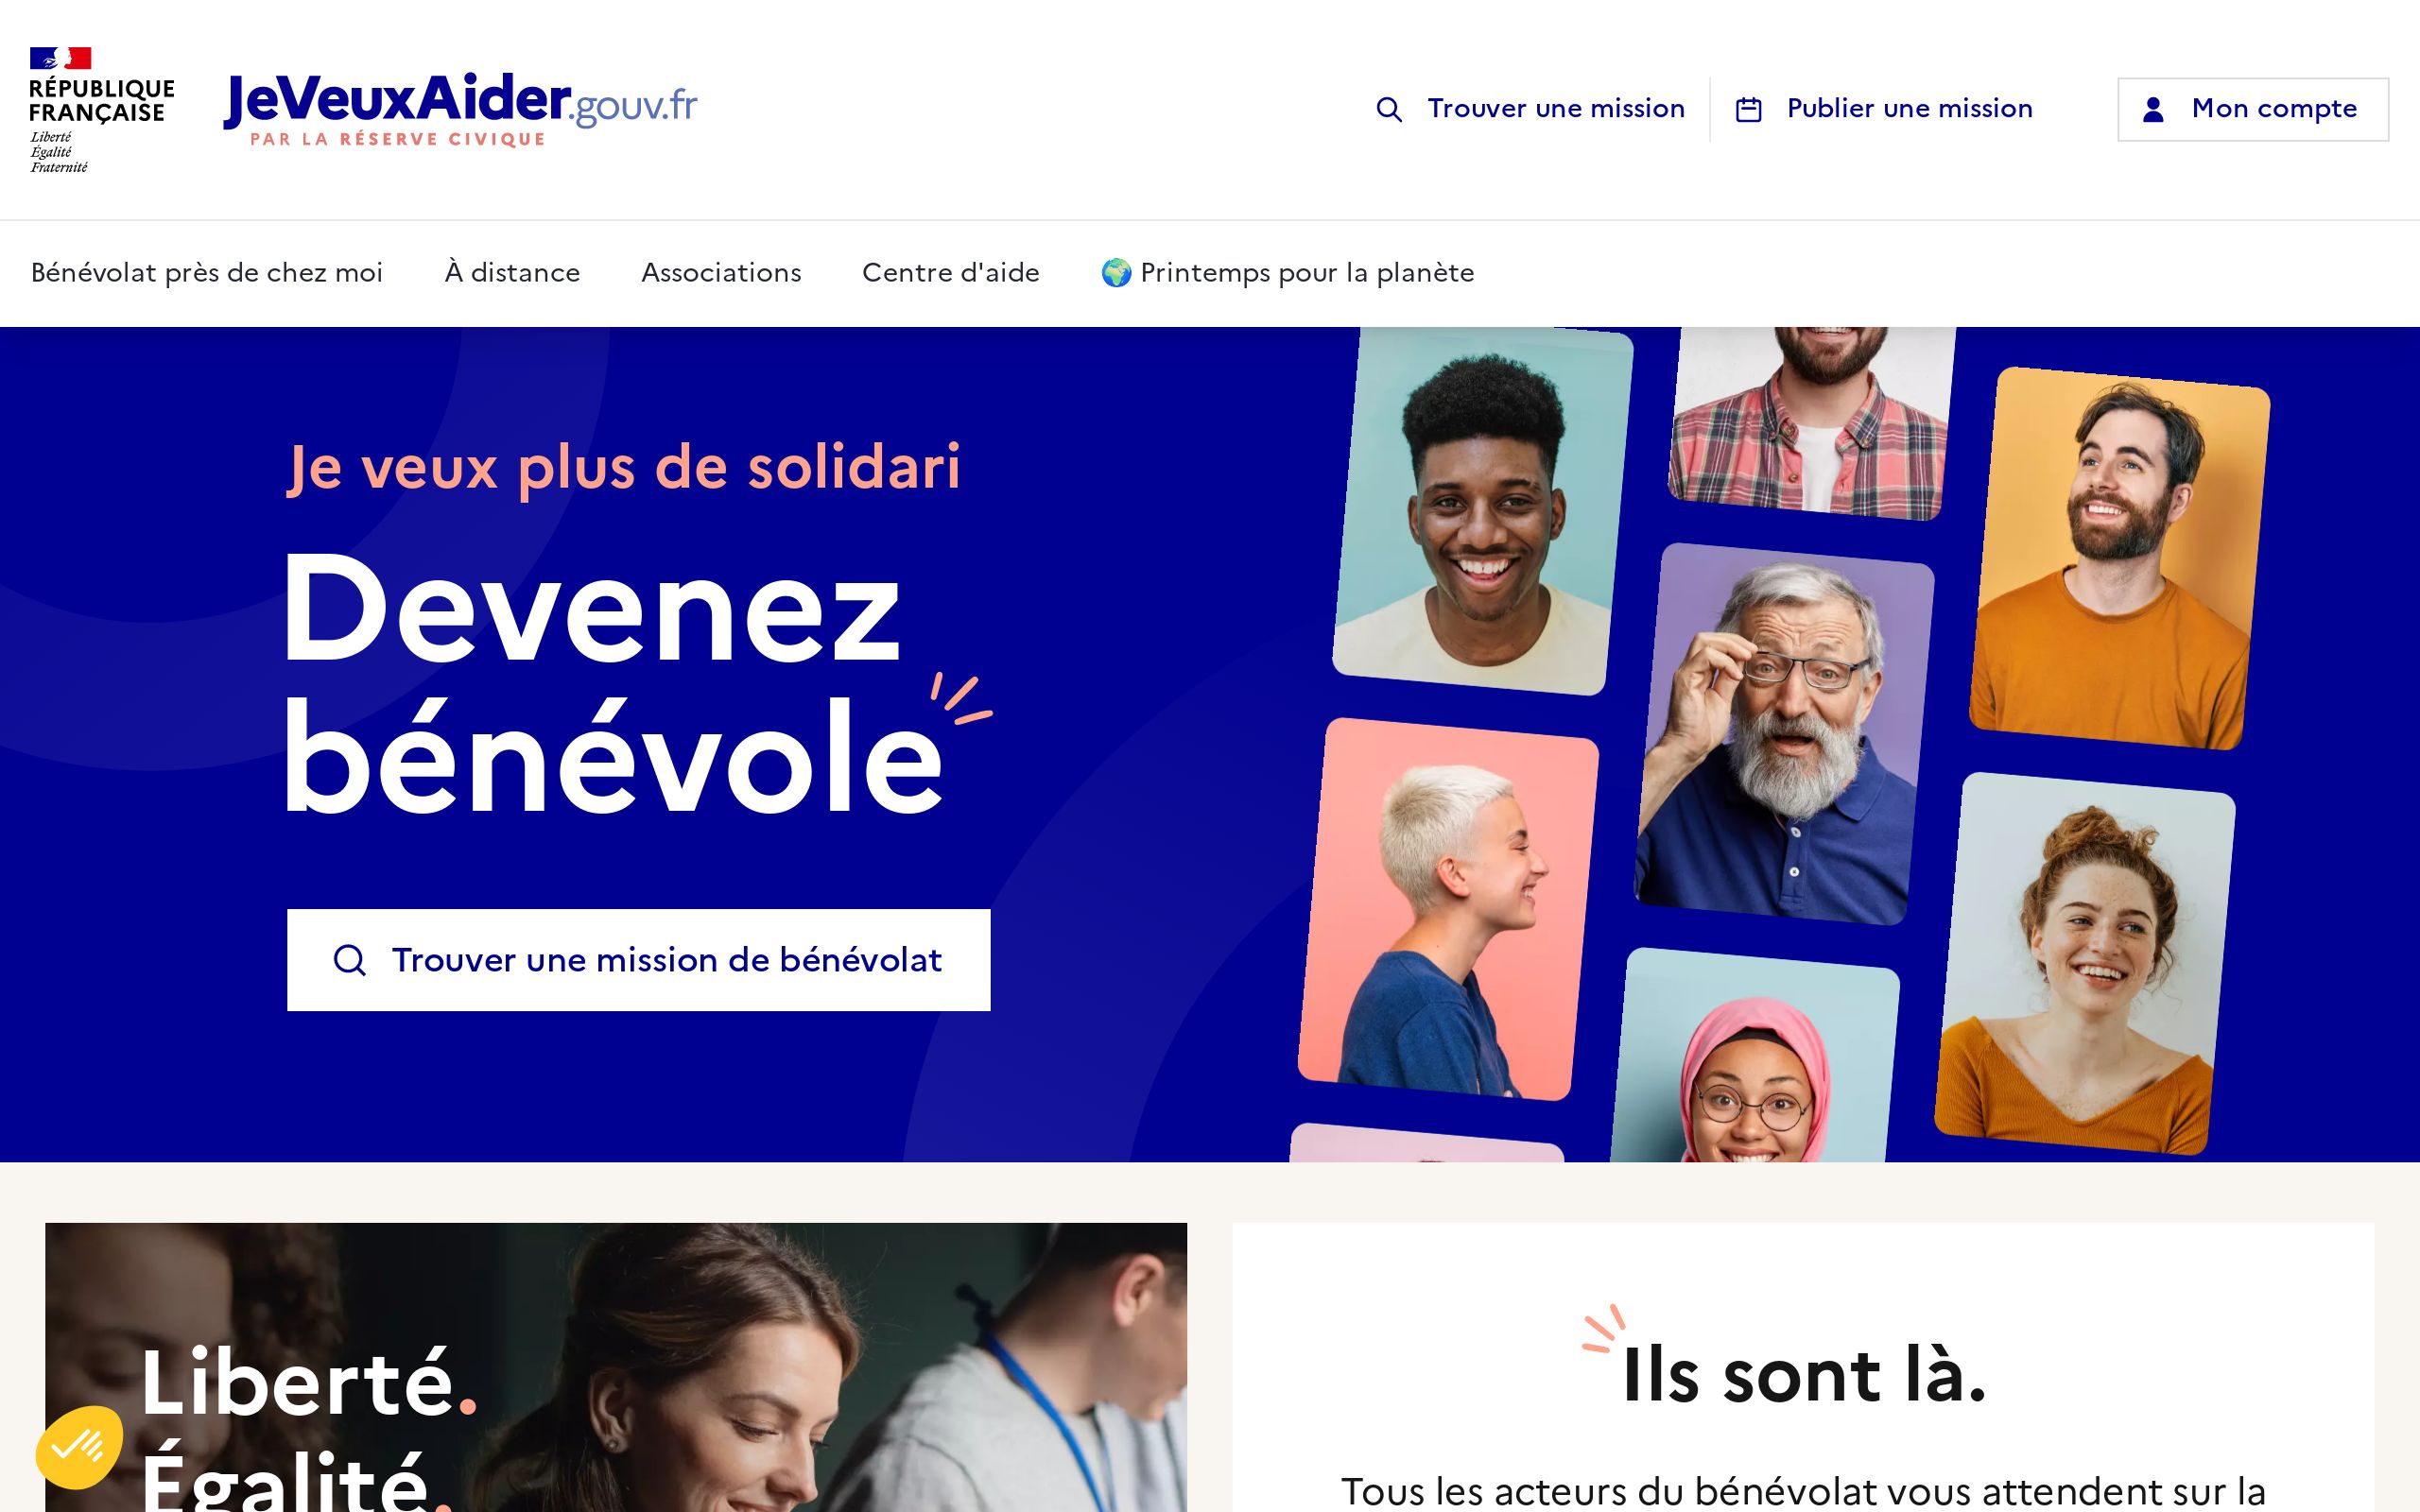 RÉPUBLIQUE
FRANÇAISE
Liberté
Égalité
Fraternité
JeVeuxAider.gouv.fr
PAR LA RÉSERVE CIVIQUE
Trouver une mission
Publier une mission
Mon compte
Bénévolat près de chez moi
À distance
Associations
Centre d'aide
🌍 Printemps pour la planète
Je veux plus de solidari
Devenez
bénévole
Trouver une mission de bénévolat
Liberté.
Égalité.
Ils sont là.
Tous les acteurs du bénévolat vous attendent sur la